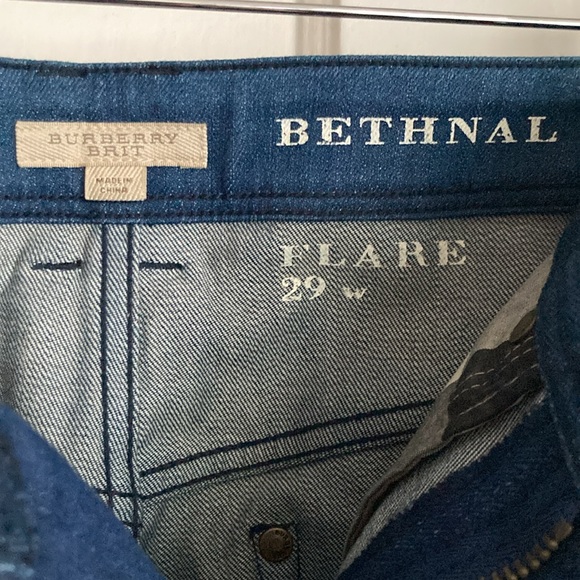 BURBERRY
BRIT
MADE IN
CHINA
BETHNAL
FLARE
29 W